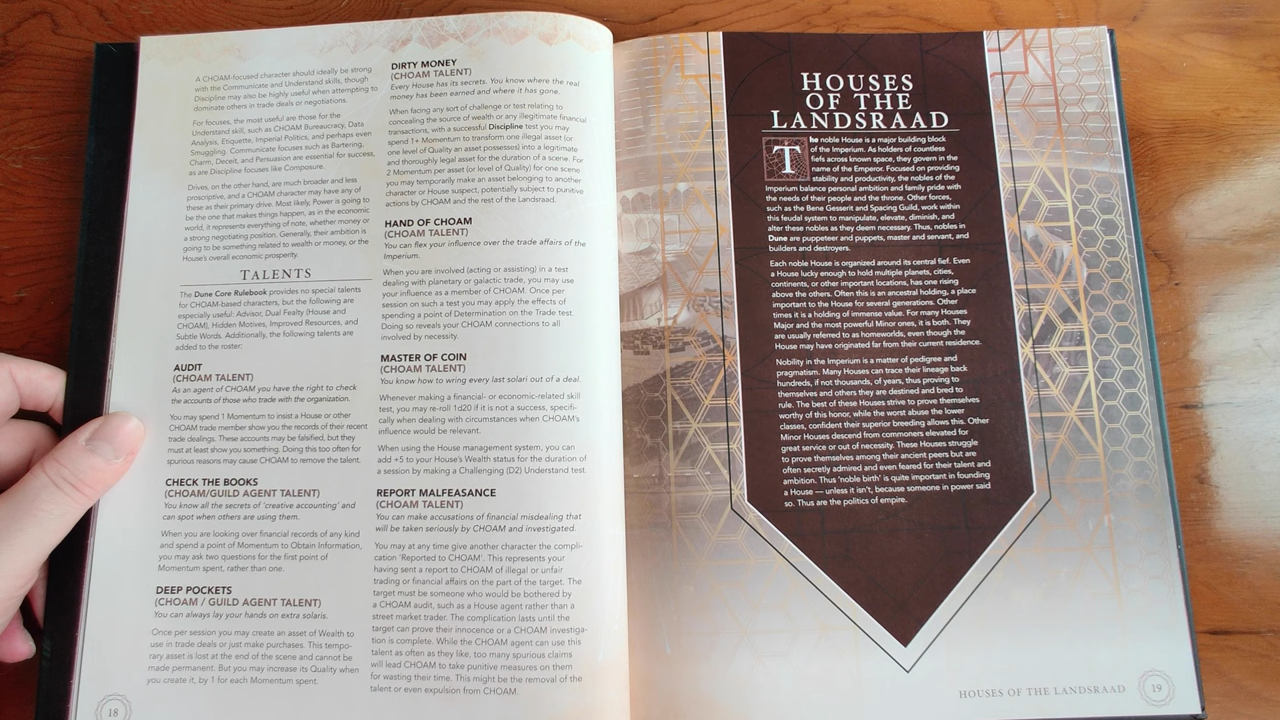 A CHOAM-focused character should ideally be strong
with the Communicate and Understand skills, though
Discipline may also be highly useful when attempting to
dominate others in trade deals or negotiations.
For focuses, the most useful are those for the
Understand skill, such as CHOAM Bureaucracy, Data
Analysis, Etiquette, Imperial Politics, and perhaps even
Smuggling. Communicate focuses such as Bartering,
Charm, Deceit, and Persuasion are essential for success,
as are Discipline focuses like Composure.
Drives, on the other hand, are much broader and less
proscriptive, and a CHOAM character may have any of
these as their primary drive. Most likely, Power is going to
be the one that makes things happen, as in the economic
world, it represents everything of note, whether money or
a strong negotiating position. Generally, their ambition is
going to be something related to wealth or money, or the
House's overall economic prosperity.
TALENTS
The Dune Core Rulebook provides no special talents
for CHOAM-based characters, but the following are
especially useful: Advisor, Dual Fealty (House and
CHOAM), Hidden Motives, Improved Resources, and
Subtle Words. Additionally, the following talents are
added to the roster:
AUDIT
(CHOAM TALENT)
As an agent of CHOAM you have the right to check
the accounts of those who trade with the organization.
You may spend 1 Momentum to insist a House or other
CHOAM trade member show you the records of their recent
trade dealings. These accounts may be falsified, but they
must at least show you something. Doing this too often for
spurious reasons may cause CHOAM to remove the talent.
CHECK THE BOOKS
(CHOAM/GUILD AGENT TALENT)
You know all the secrets of 'creative accounting' and
can spot when others are using them.
When you are looking over financial records of any kind
and spend a point of Momentum to Obtain Information,
you may ask two questions for the first point of
Momentum spent, rather than one.
DEEP POCKETS
(CHOAM / GUILD AGENT TALENT)
You can always lay your hands on extra solaris.
Once per session you may create an asset of Wealth to
use in trade deals or just make purchases. This tempo-
rary asset is lost at the end of the scene and cannot be
made permanent. But you may increase its Quality when
you create it, by 1 for each Momentum spent.
18
DIRTY MONEY
(CHOAM TALENT)
Every House has its secrets. You know where the real
money has been earned and where it has gone.
When facing any sort of challenge or test relating to
concealing the source of wealth or any illegitimate financial
transactions, with a successful Discipline test you may
spend 1+ Momentum to transform one illegal asset (or
one level of Quality an asset possesses) into a legitimate
and thoroughly legal asset for the duration of a scene. For
2 Momentum per asset (or level of Quality) for one scene
you may temporarily make an asset belonging to another
character or House suspect, potentially subject to punitive
actions by CHOAM and the rest of the Landsraad.
HAND OF CHOAM
(CHOAM TALENT)
You can flex your influence over the trade affairs of the
Imperium.
When you are involved (acting or assisting) in a test
dealing with planetary or galactic trade, you may use
your influence as a member of CHOAM. Once per
session on such a test you may apply the effects of
spending a point of Determination on the Trade test.
Doing so reveals your CHOAM connections to all
involved by necessity.
MASTER OF COIN
(CHOAM TALENT)
You know how to wring every last solari out of a deal.
Whenever making a financial- or economic-related skill
test, you may re-roll 1d20 if it is not a success, specifi-
cally when dealing with circumstances when CHOAM's
influence would be relevant.
When using the House management system, you can
add +5 to your House's Wealth status for the duration of
a session by making a Challenging (D2) Understand test.
REPORT MALFEASANCE
(CHOAM TALENT)
You can make accusations of financial misdealing that
will be taken seriously by CHOAM and investigated.
You may at any time give another character the compli-
cation 'Reported to CHOAM'. This represents your
having sent a report to CHOAM of illegal or unfair
trading or financial affairs on the part of the target. The
target must be someone who would be bothered by
a CHOAM audit, such as a House agent rather than a
street market trader. The complication lasts until the
target can prove their innocence or a CHOAM investiga-
tion is complete. While the CHOAM agent can use this
talent as often as they like, too many spurious claims
will lead CHOAM to take punitive measures on them
for wasting their time. This might be the removal of the
talent or even expulsion from CHOAM.
HOUSES
OF THE
LANDSRAAD
The noble House is a major building block
of the Imperium. As holders of countless
fiefs across known space, they govern in the
name of the Emperor. Focused on providing
stability and productivity, the nobles of the
Imperium balance personal ambition and family pride with
the needs of their people and the throne. Other forces,
such as the Bene Gesserit and Spacing Guild, work within
this feudal system to manipulate, elevate, diminish, and
alter these nobles as they deem necessary. Thus, nobles in
Dune are puppeteer and puppets, master and servant, and
builders and destroyers.
Each noble House is organized around its central fief. Even
a House lucky enough to hold multiple planets, cities,
continents, or other important locations, has one rising
above the others. Often this is an ancestral holding, a place
important to the House for several generations. Other
times it is a holding of immense value. For many Houses
Major and the most powerful Minor ones, it is both. They
are usually referred to as homeworlds, even though the
House may have originated far from their current residence.
Nobility in the Imperium is a matter of pedigree and
pragmatism. Many Houses can trace their lineage back
hundreds, if not thousands, of years, thus proving to
themselves and others they are destined and bred to
rule. The best of these Houses strive to prove themselves
worthy of this honor, while the worst abuse the lower
classes, confident their superior breeding allows this. Other
Minor Houses descend from commoners elevated for
great service or out of necessity. These Houses struggle
to prove themselves among their ancient peers but are
often secretly admired and even feared for their talent and
ambition. Thus 'noble birth' is quite important in founding
a House — unless it isn't, because someone in power said
so. Thus are the politics of empire.
HOUSES OF THE LANDSRAAD
19